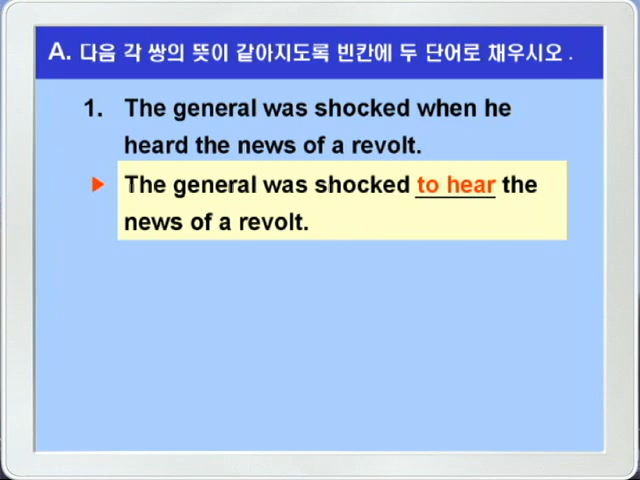 A. 다음 각 쌍의 뜻이 같아지도록 빈칸에 두 단어로 채우시오 .
1. The general was shocked when he
heard the news of a revolt.
The general was shocked to hear the
news of a revolt.